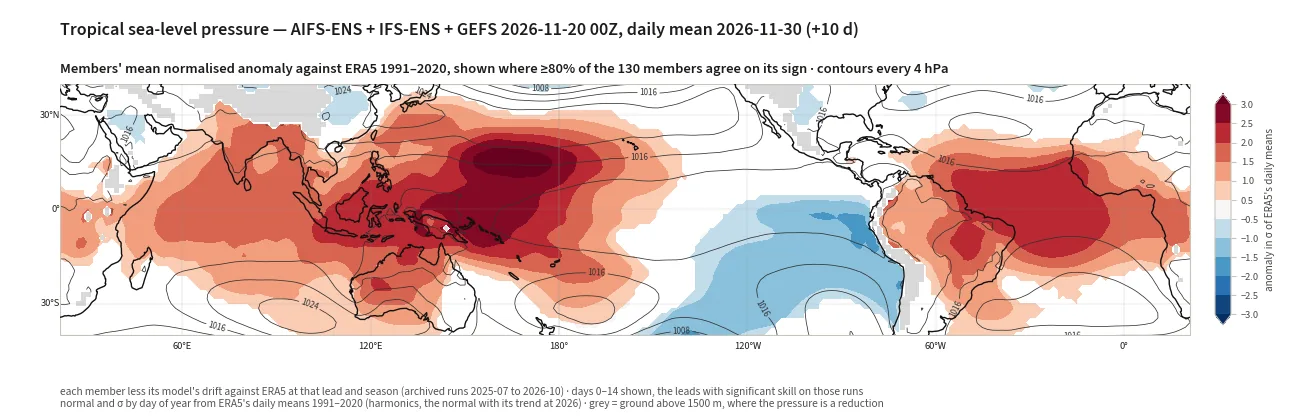 Tropical sea-level pressure — AIFS-ENS + IFS-ENS + GEFS 2026-11-20 00Z, daily mean 2026-11-30 (+10 d)
Members' mean normalised anomaly against ERA5 1991–2020, shown where ≥80% of the 130 members agree on its sign · contours every 4 hPa
1024
1024
1008
1016
1016
1016
1016
1016
1016
1016
1024
1016
1016
1008
1016
1016
1016
30°N
0°
30°S
60°E
120°E
180°
120°W
60°W
0°
3.0
2.5
2.0
1.5
1.0
0.5
−0.5
−1.0
−1.5
−2.0
−2.5
−3.0
anomaly in σ of ERA5's daily means
each member less its model's drift against ERA5 at that lead and season (archived runs 2025-07 to 2026-10) · days 0–14 shown, the leads with significant skill on those runs
normal and σ by day of year from ERA5's daily means 1991–2020 (harmonics, the normal with its trend at 2026) · grey = ground above 1500 m, where the pressure is a reduction